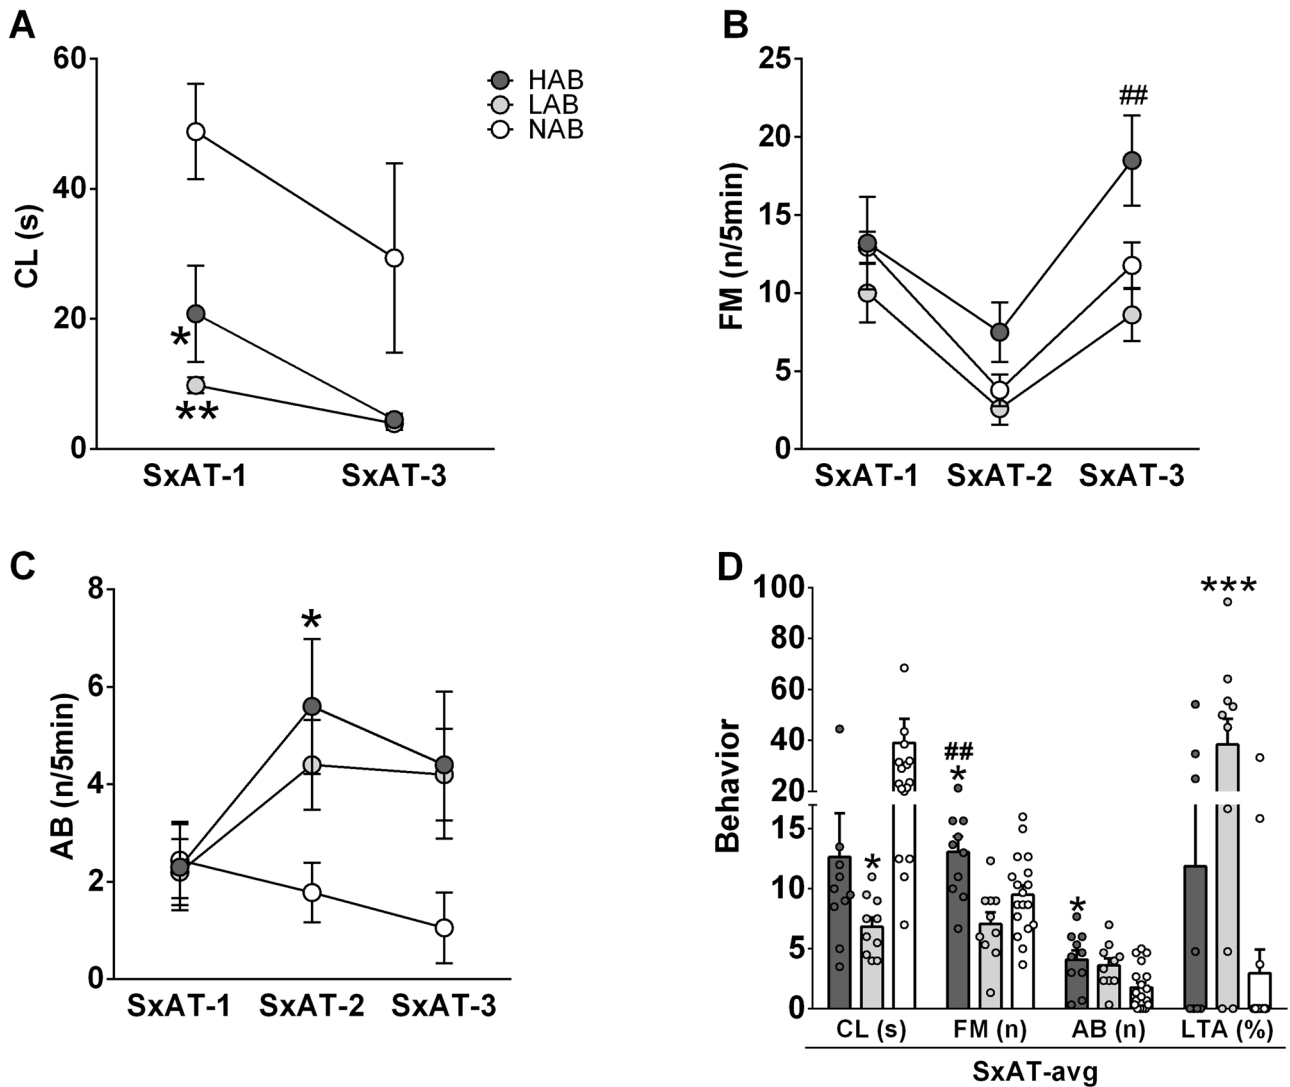 A
60
40
20
0
CL (s)
*
**
SxAT-1 SxAT-3
HAB
LAB
NAB
B
25
20
15
10
5
0
FM (n/5min)
##
SxAT-1 SxAT-2 SxAT-3
C
8
6
4
2
0
AB (n/5min)
*
SxAT-1 SxAT-2 SxAT-3
D
100
80
60
40
20
15
10
5
0
Behavior
*
##
*
*
***
CL (s) FM (n) AB (n) LTA (%)
SxAT-avg